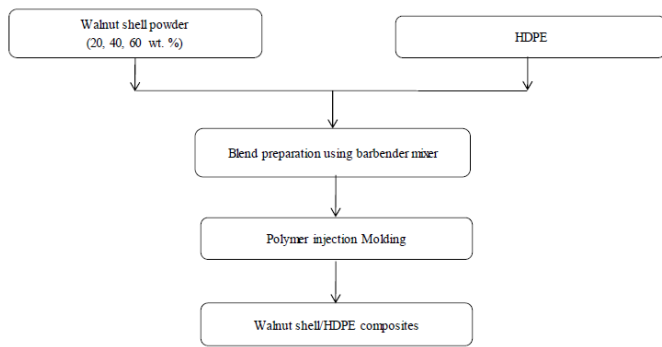 Walnut shell powder
(20, 40, 60 wt. %)
HDPE
Blend preparation using barbender mixer
Polymer injection Molding
Walnut shell/HDPE composites